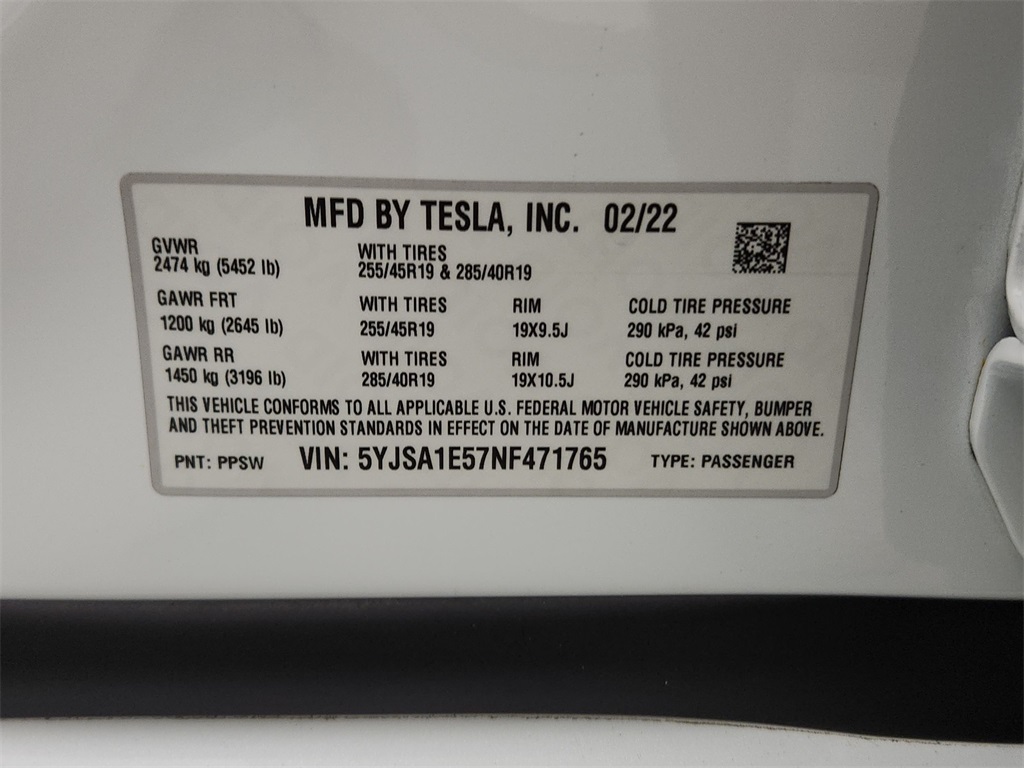 MFD BY TESLA, INC. 02/22
GVWR
2474 kg (5452 lb)
WITH TIRES
255/45R19 & 285/40R19
GAWR FRT WITH TIRES RIM COLD TIRE PRESSURE
1200 kg (2645 lb) 255/45R19 19X9.5J 290 kPa, 42 psi
GAWR RR WITH TIRES RIM COLD TIRE PRESSURE
1450 kg (3196 lb) 285/40R19 19X10.5J 290 kPa, 42 psi
THIS VEHICLE CONFORMS TO ALL APPLICABLE U.S. FEDERAL MOTOR VEHICLE SAFETY, BUMPER
AND THEFT PREVENTION STANDARDS IN EFFECT ON THE DATE OF MANUFACTURE SHOWN ABOVE.
PNT: PPSW VIN: 5YJSA1E57NF471765 TYPE: PASSENGER